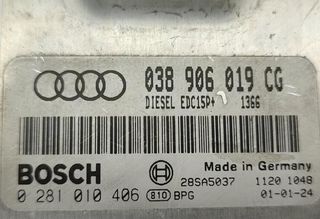 038 906 019 CG
DIESEL EDC15P+ 1366
BOSCH
Made in Germany
28SA5037 1120 1048
0 281 010 406 810 BPG 01-01-24